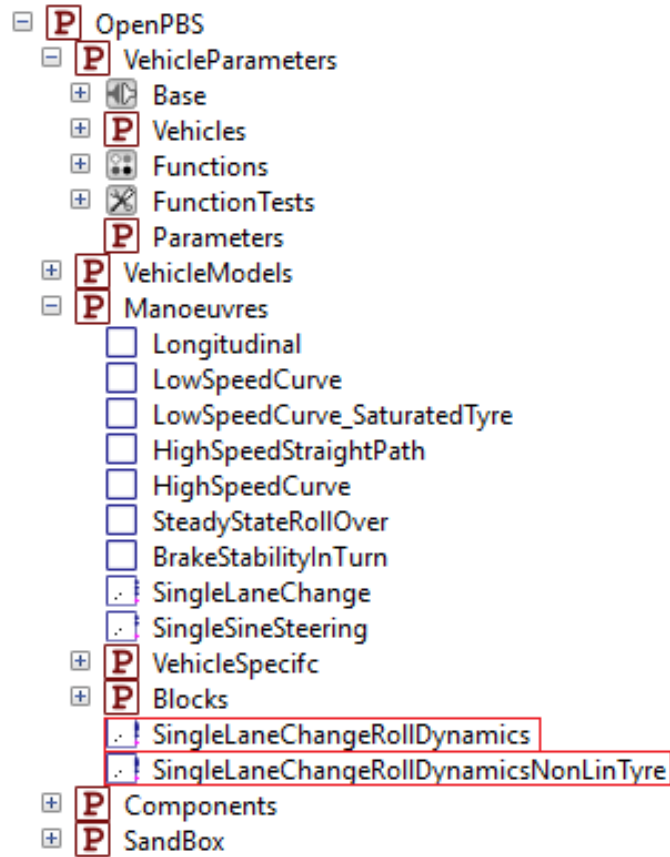 P OpenPBS
P VehicleParameters
Base
P Vehicles
Functions
FunctionTests
P Parameters
P VehicleModels
P Manoeuvres
Longitudinal
LowSpeedCurve
LowSpeedCurve_SaturatedTyre
HighSpeedStraightPath
HighSpeedCurve
SteadyStateRollOver
BrakeStabilityInTurn
SingleLaneChange
SingleSineSteering
P VehicleSpecifc
P Blocks
SingleLaneChangeRollDynamics
SingleLaneChangeRollDynamicsNonLinTyre
P Components
P SandBox